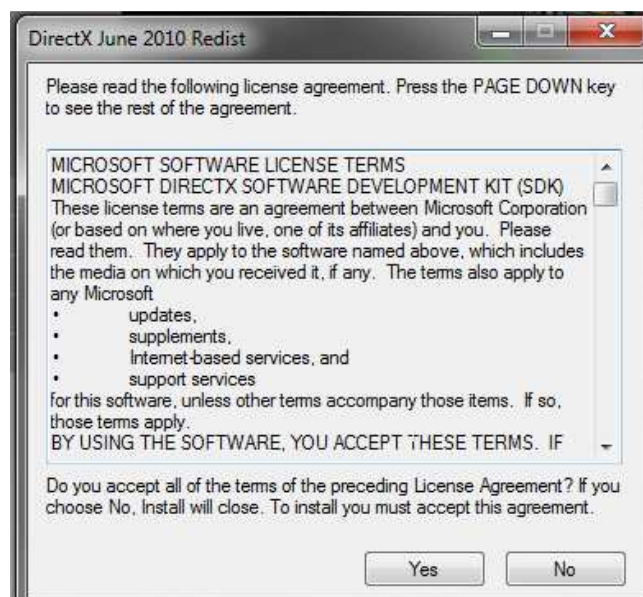 DirectX June 2010 Redist
Please read the following license agreement. Press the PAGE DOWN key
to see the rest of the agreement.
MICROSOFT SOFTWARE LICENSE TERMS
MICROSOFT DIRECTX SOFTWARE DEVELOPMENT KIT (SDK)
These license terms are an agreement between Microsoft Corporation
(or based on where you live, one of its affiliates) and you. Please
read them. They apply to the software named above, which includes
the media on which you received it, if any. The terms also apply to
any Microsoft
• updates,
• supplements,
• Internet-based services, and
• support services
for this software, unless other terms accompany those items. If so,
those terms apply.
BY USING THE SOFTWARE, YOU ACCEPT THESE TERMS. IF
Do you accept all of the terms of the preceding License Agreement? If you
choose No, Install will close. To install you must accept this agreement.
Yes No